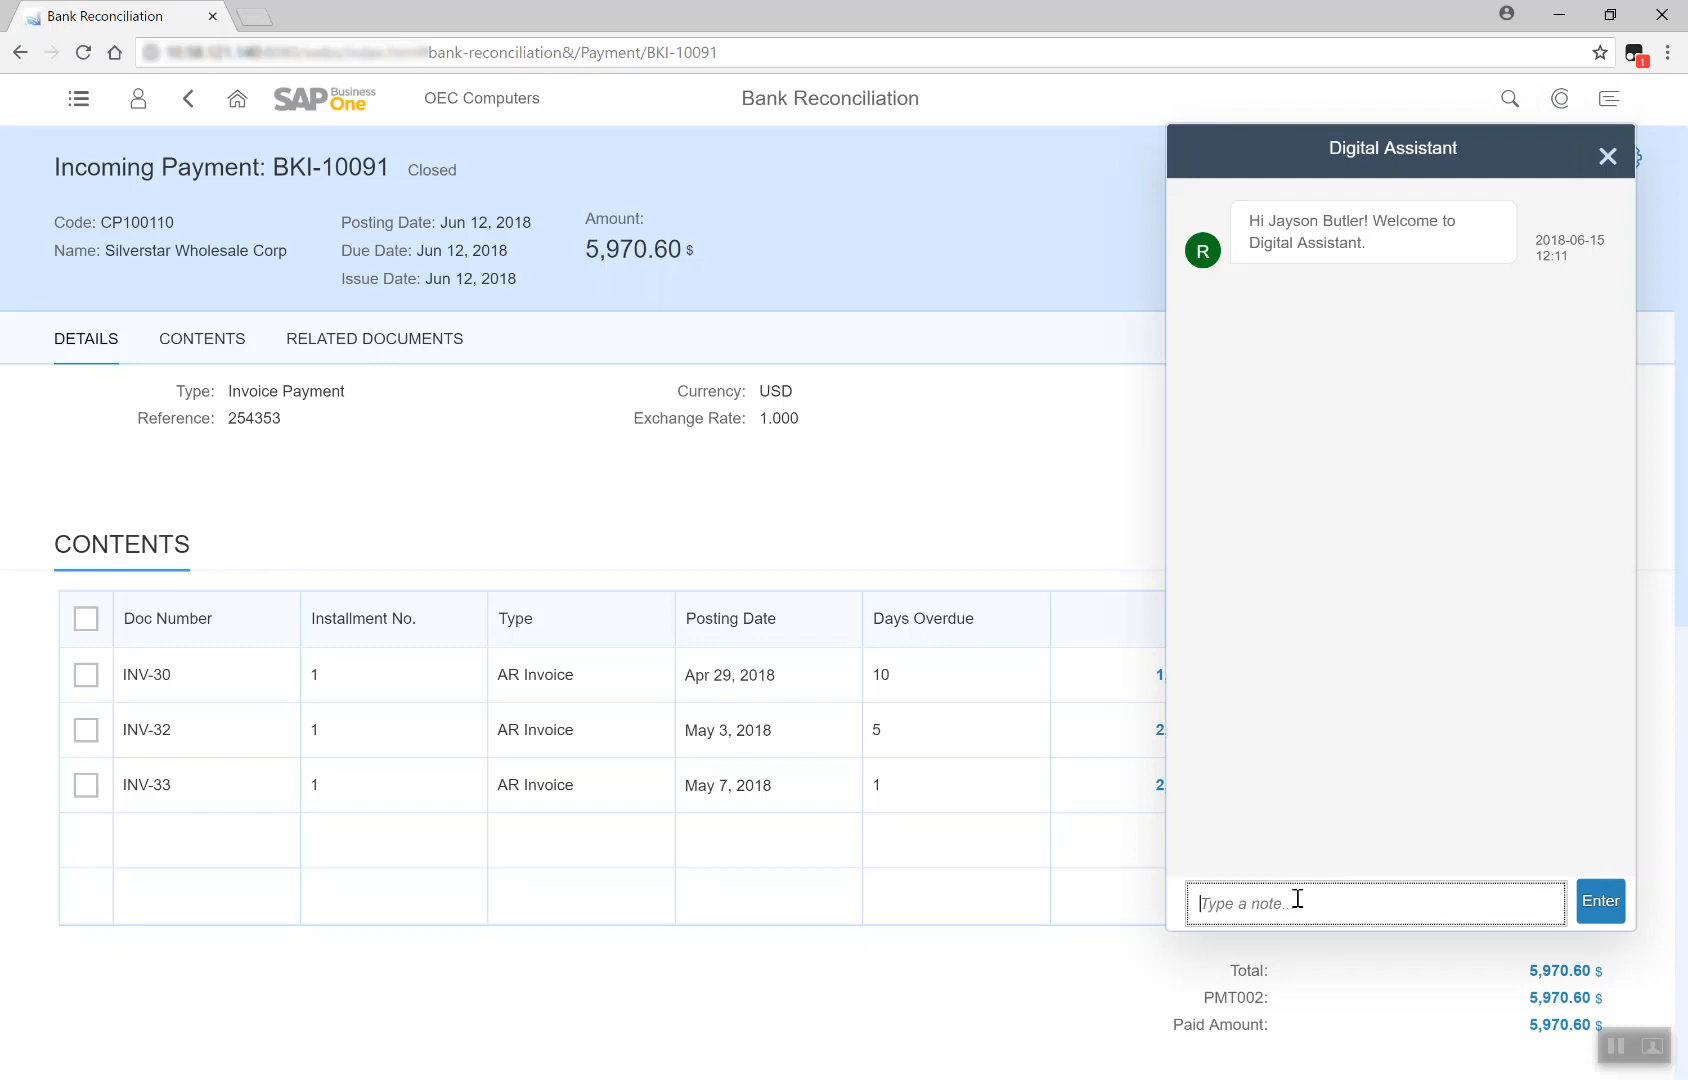 Bank Reconciliation
bank-reconciliation&/Payment/BKI-10091
1
SAP Business One
OEC Computers
Bank Reconciliation
Incoming Payment: BKI-10091 Closed
Code: CP100110
Name: Silverstar Wholesale Corp
Posting Date: Jun 12, 2018
Due Date: Jun 12, 2018
Issue Date: Jun 12, 2018
Amount:
5,970.60 $
DETAILS CONTENTS RELATED DOCUMENTS
Type: Invoice Payment
Reference: 254353
Currency: USD
Exchange Rate: 1.000
CONTENTS
Doc Number Installment No. Type Posting Date Days Overdue
INV-30 1 AR Invoice Apr 29, 2018 10 1
INV-32 1 AR Invoice May 3, 2018 5 2
INV-33 1 AR Invoice May 7, 2018 1 2
Total: 5,970.60 $
PMT002: 5,970.60 $
Paid Amount: 5,970.60 $
Digital Assistant
R
Hi Jayson Butler! Welcome to
Digital Assistant.
2018-06-15
12:11
Type a note..
Enter